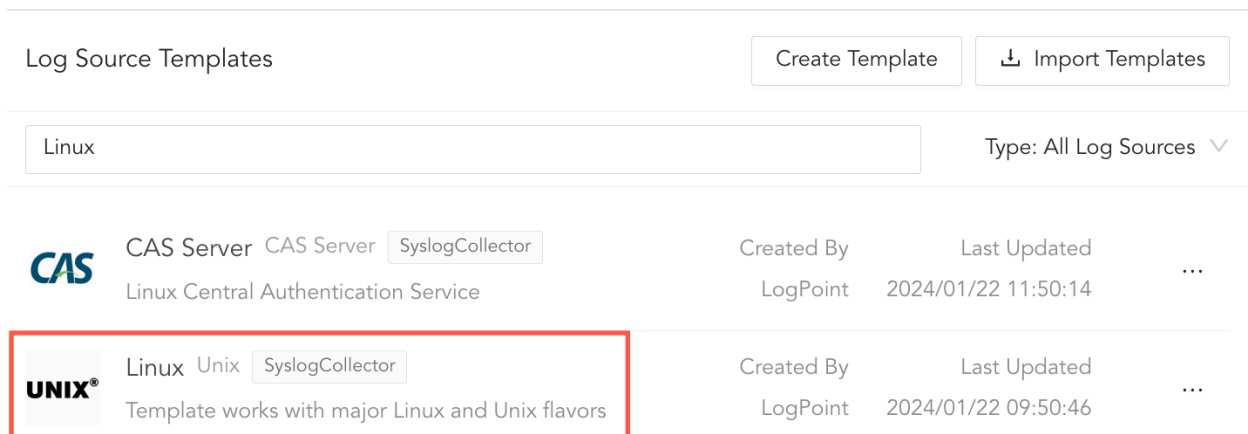 Log Source Templates Create Template Import Templates
Linux Type: All Log Sources
CAS CAS Server CAS Server SyslogCollector Created By Last Updated
Linux Central Authentication Service LogPoint 2024/01/22 11:50:14
UNIX® Linux Unix SyslogCollector Created By Last Updated
Template works with major Linux and Unix flavors LogPoint 2024/01/22 09:50:46